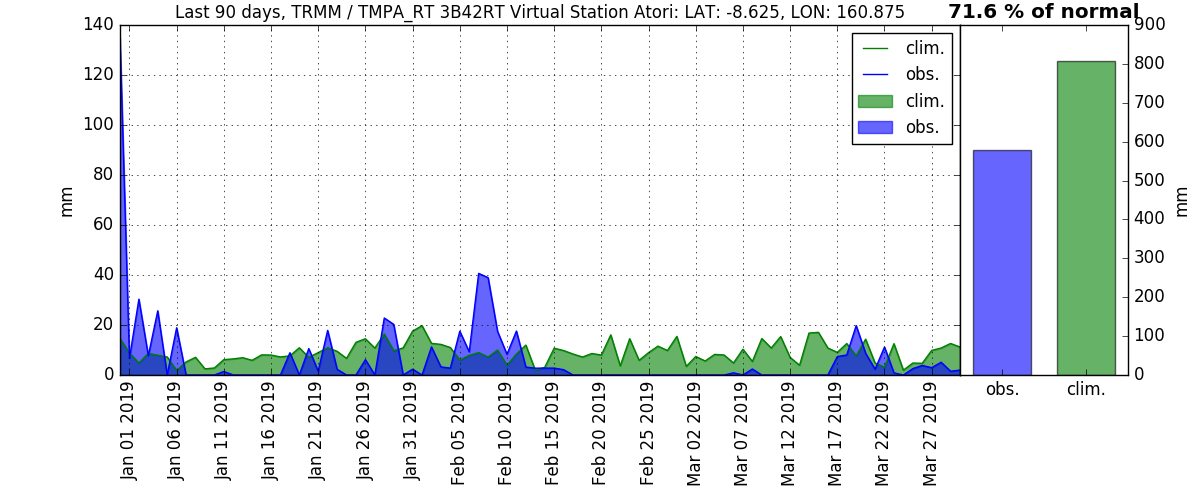 Last 90 days, TRMM / TMPA_RT 3B42RT Virtual Station Atori: LAT: -8.625, LON: 160.875
71.6 % of normal
140
120
100
80
60
40
20
0
mm
clim.
obs.
clim.
obs.
Jan 01 2019
Jan 06 2019
Jan 11 2019
Jan 16 2019
Jan 21 2019
Jan 26 2019
Jan 31 2019
Feb 05 2019
Feb 10 2019
Feb 15 2019
Feb 20 2019
Feb 25 2019
Mar 02 2019
Mar 07 2019
Mar 12 2019
Mar 17 2019
Mar 22 2019
Mar 27 2019
900
800
700
600
500
400
300
200
100
0
mm
obs.
clim.